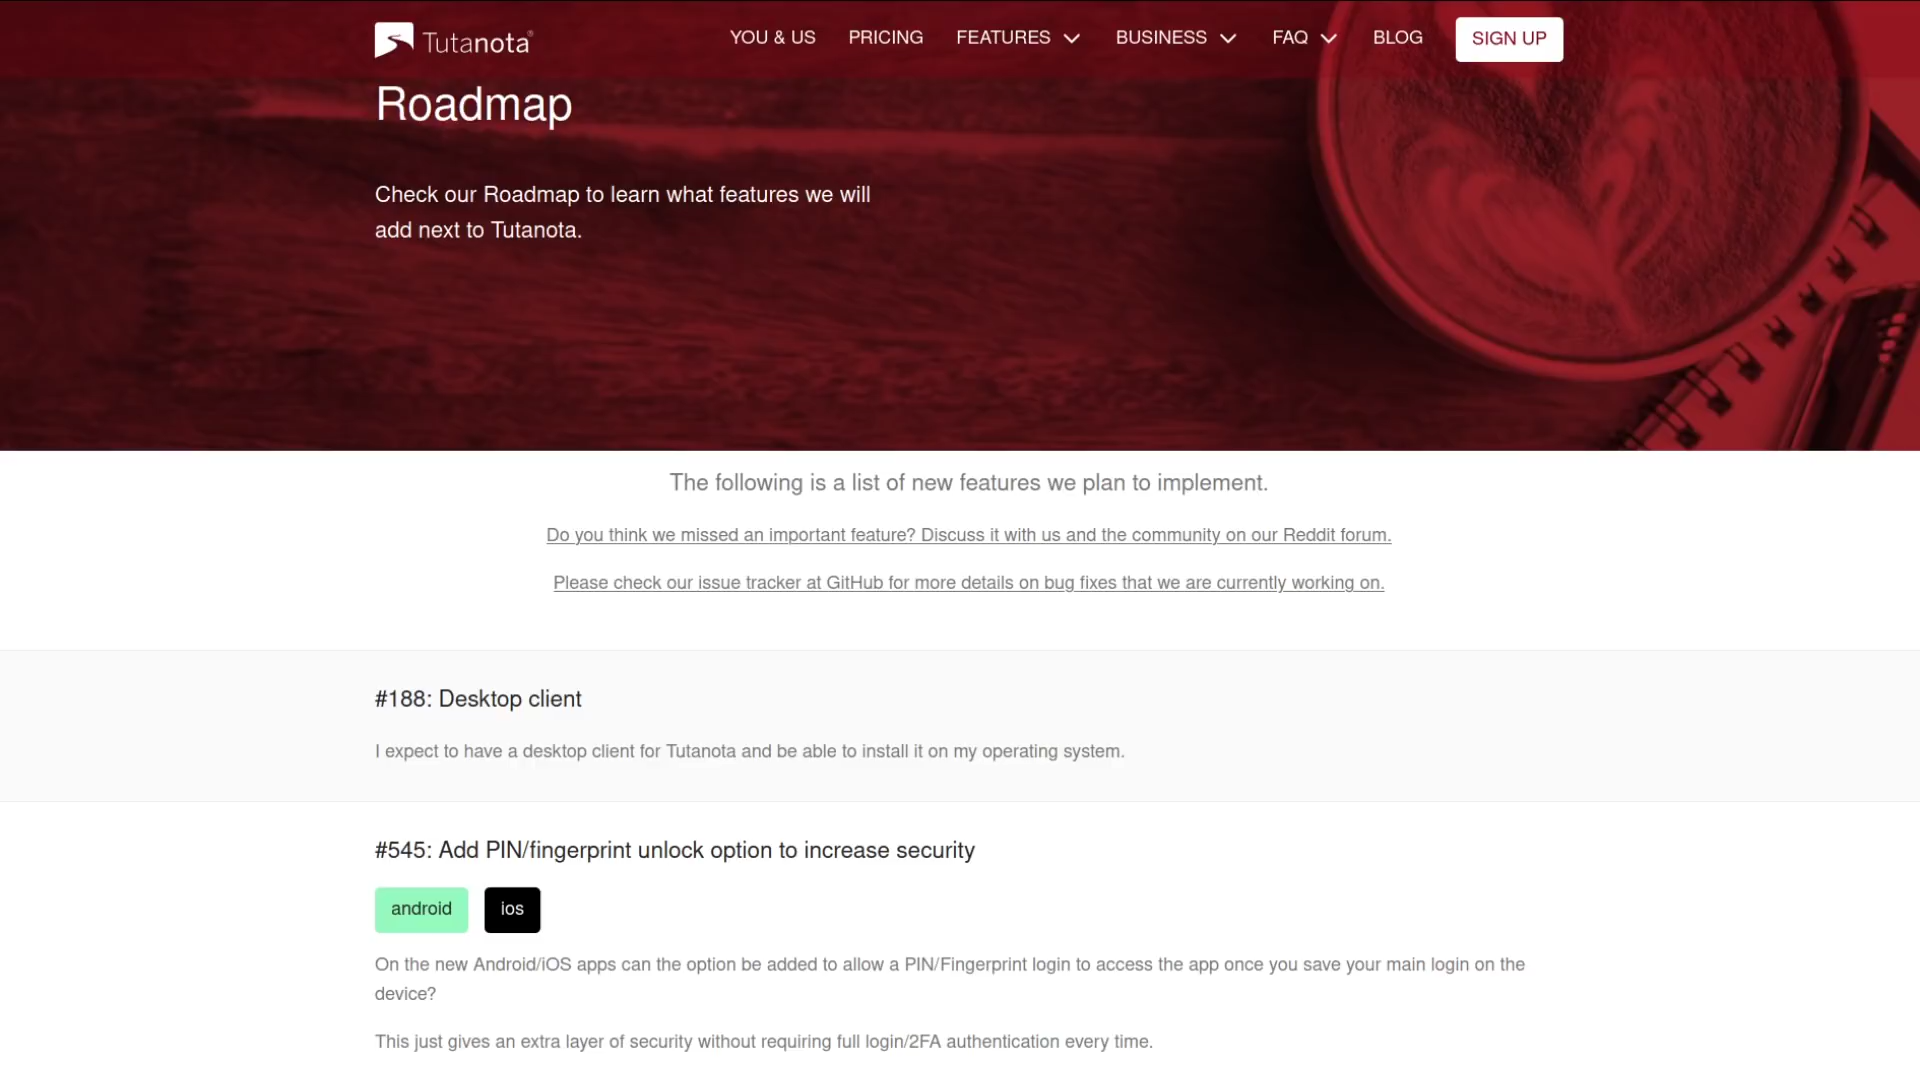 Tutanota®
YOU & US PRICING FEATURES BUSINESS FAQ BLOG SIGN UP
Roadmap
Check our Roadmap to learn what features we will
add next to Tutanota.
The following is a list of new features we plan to implement.
Do you think we missed an important feature? Discuss it with us and the community on our Reddit forum.
Please check our issue tracker at GitHub for more details on bug fixes that we are currently working on.
#188: Desktop client
I expect to have a desktop client for Tutanota and be able to install it on my operating system.
#545: Add PIN/fingerprint unlock option to increase security
android ios
On the new Android/iOS apps can the option be added to allow a PIN/Fingerprint login to access the app once you save your main login on the
device?
This just gives an extra layer of security without requiring full login/2FA authentication every time.